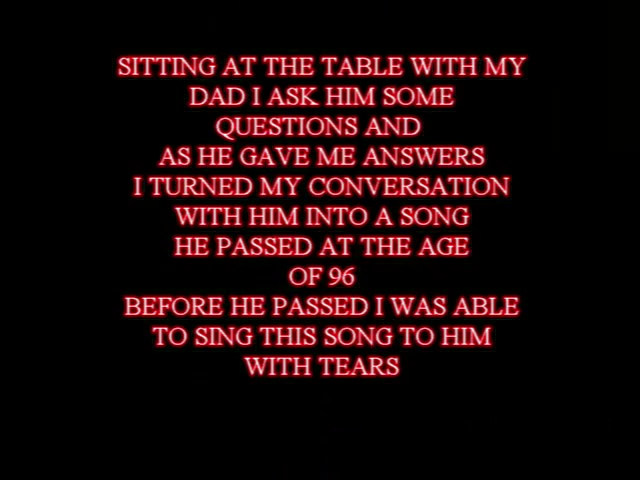 SITTING AT THE TABLE WITH MY
DAD I ASK HIM SOME
QUESTIONS AND
AS HE GAVE ME ANSWERS
I TURNED MY CONVERSATION
WITH HIM INTO A SONG
HE PASSED AT THE AGE
OF 96
BEFORE HE PASSED I WAS ABLE
TO SING THIS SONG TO HIM
WITH TEARS